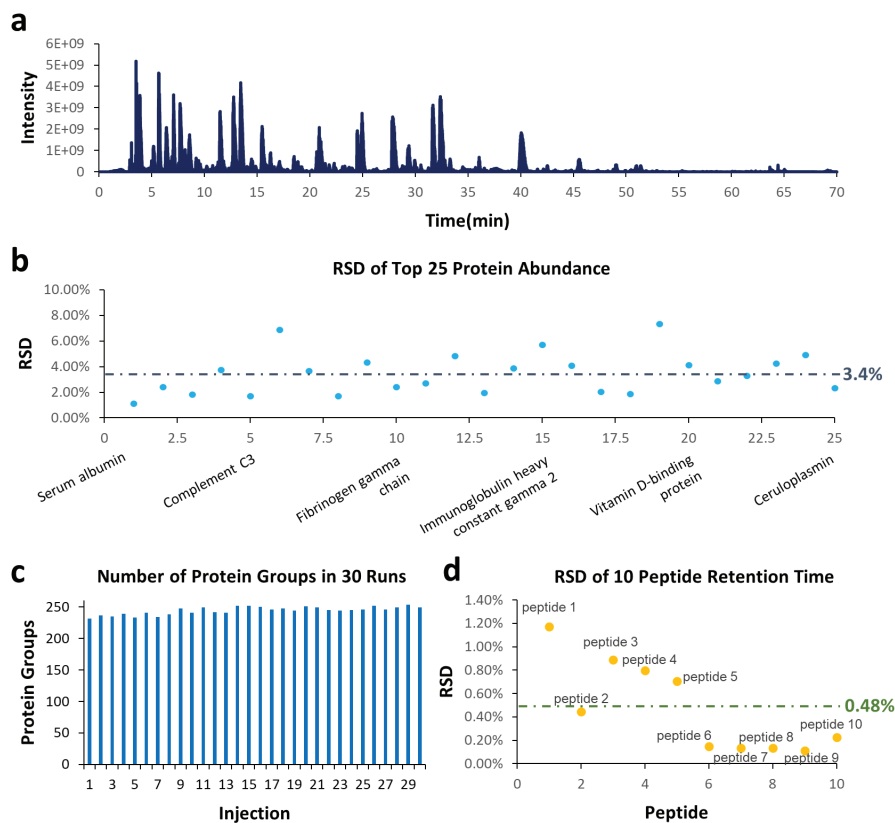 a
6E+09
5E+09
4E+09
3E+09
2E+09
1E+09
0
Intensity
0 5 10 15 20 25 30 35 40 45 50 55 60 65 70
Time(min)
b
RSD of Top 25 Protein Abundance
10.00%
8.00%
6.00%
4.00%
2.00%
0.00%
RSD
3.4%
0 2.5 5 7.5 10 12.5 15 17.5 20 22.5 25
Serum albumin
Complement C3
Fibrinogen gamma
chain
Immunoglobulin heavy
constant gamma 2
Vitamin D-binding
protein
Ceruloplasmin
c
Number of Protein Groups in 30 Runs
250
200
150
100
50
0
Protein Groups
1 3 5 7 9 11 13 15 17 19 21 23 25 27 29
Injection
d
RSD of 10 Peptide Retention Time
1.40%
1.20%
1.00%
0.80%
0.60%
0.40%
0.20%
0.00%
RSD
peptide 1
peptide 3
peptide 4
peptide 5
peptide 2
0.48%
peptide 10
peptide 6
peptide 8
peptide 7
peptide 9
0 2 4 6 8 10
Peptide